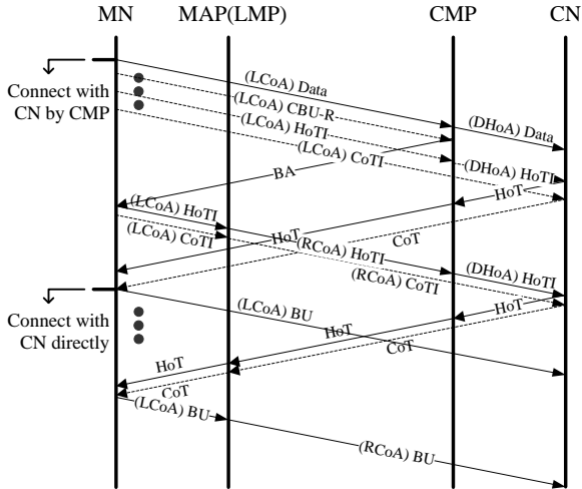 MN
MAP(LMP)
CMP
CN
Connect with
CN by CMP
(LCoA) Data
(LCoA) CBU-R
(LCoA) HoTI
(LCoA) CoTI
(DHoA) Data
(DHoA) HoTI
BA
HoT
(LCoA) HoTI
(LCoA) CoTI
HoT
(RCoA) HoTI
CoT
(RCoA) CoTI
(DHoA) HoTI
Connect with
CN directly
(LCoA) BU
HoT
HoT
CoT
HoT
CoT
(LCoA) BU
(RCoA) BU